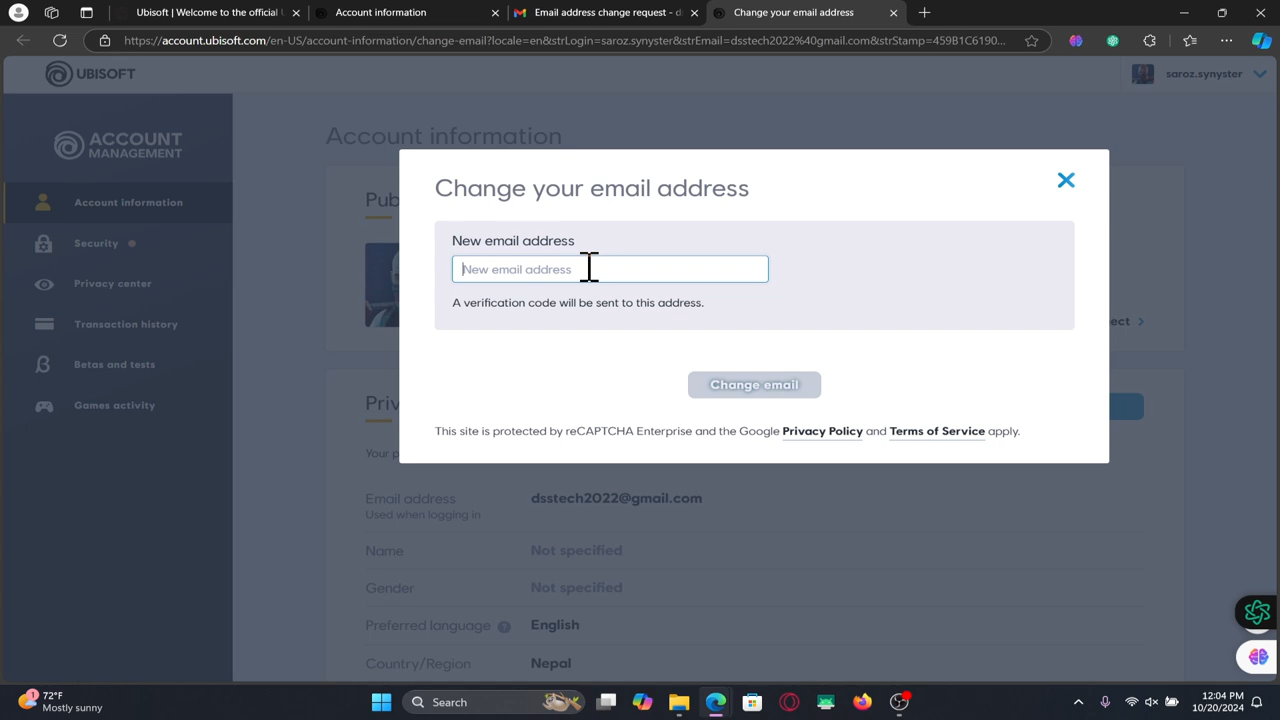 Ubisoft | Welcome to the official U
Account information
Email address change request - d
Change your email address
https://account.ubisoft.com/en-US/account-information/change-email?locale=en&strLogin=saroz.synyster&strEmail=dsstech2022%40gmail.com&strStamp=459B1C6190...
UBISOFT
saroz.synyster
ACCOUNT
MANAGEMENT
Account information
Security
Privacy center
Transaction history
Betas and tests
Games activity
Account information
Pub
Change your email address
New email address
New email address
A verification code will be sent to this address.
ect
Change email
This site is protected by reCAPTCHA Enterprise and the Google Privacy Policy and Terms of Service apply.
Priv
Your p
Email address
dsstech2022@gmail.com
Used when logging in
Name
Not specified
Gender
Not specified
Preferred language ?
English
Country/Region
Nepal
1
72°F
Mostly sunny
Search
12:04 PM
10/20/2024